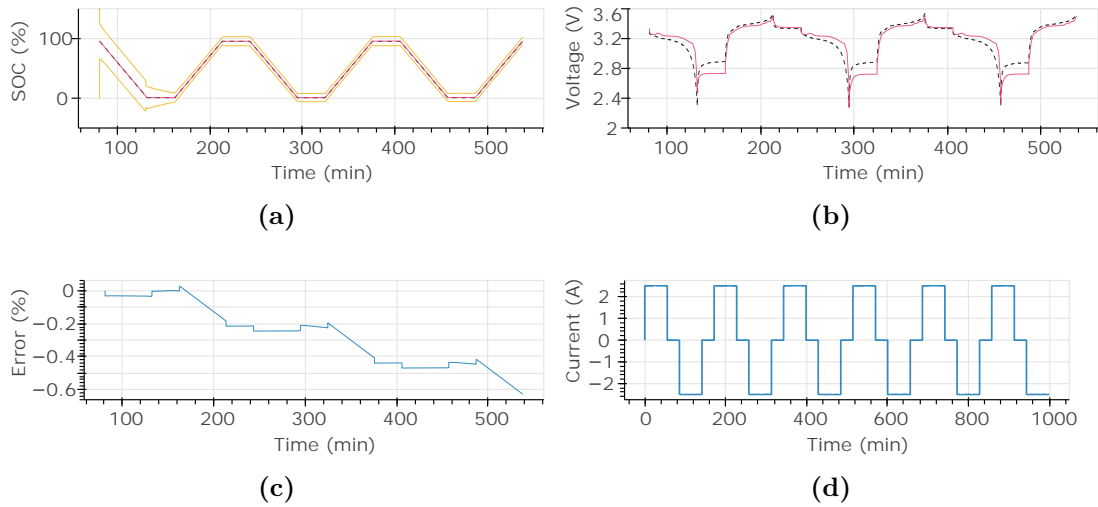 SOC (%)
100
0
100 200 300 400 500
Time (min)
(a)
Voltage (V)
3.6
3.2
2.8
2.4
2
100 200 300 400 500
Time (min)
(b)
Error (%)
0
−0.2
−0.4
−0.6
100 200 300 400 500
Time (min)
(c)
Current (A)
2
1
0
−1
−2
0 200 400 600 800 1000
Time (min)
(d)